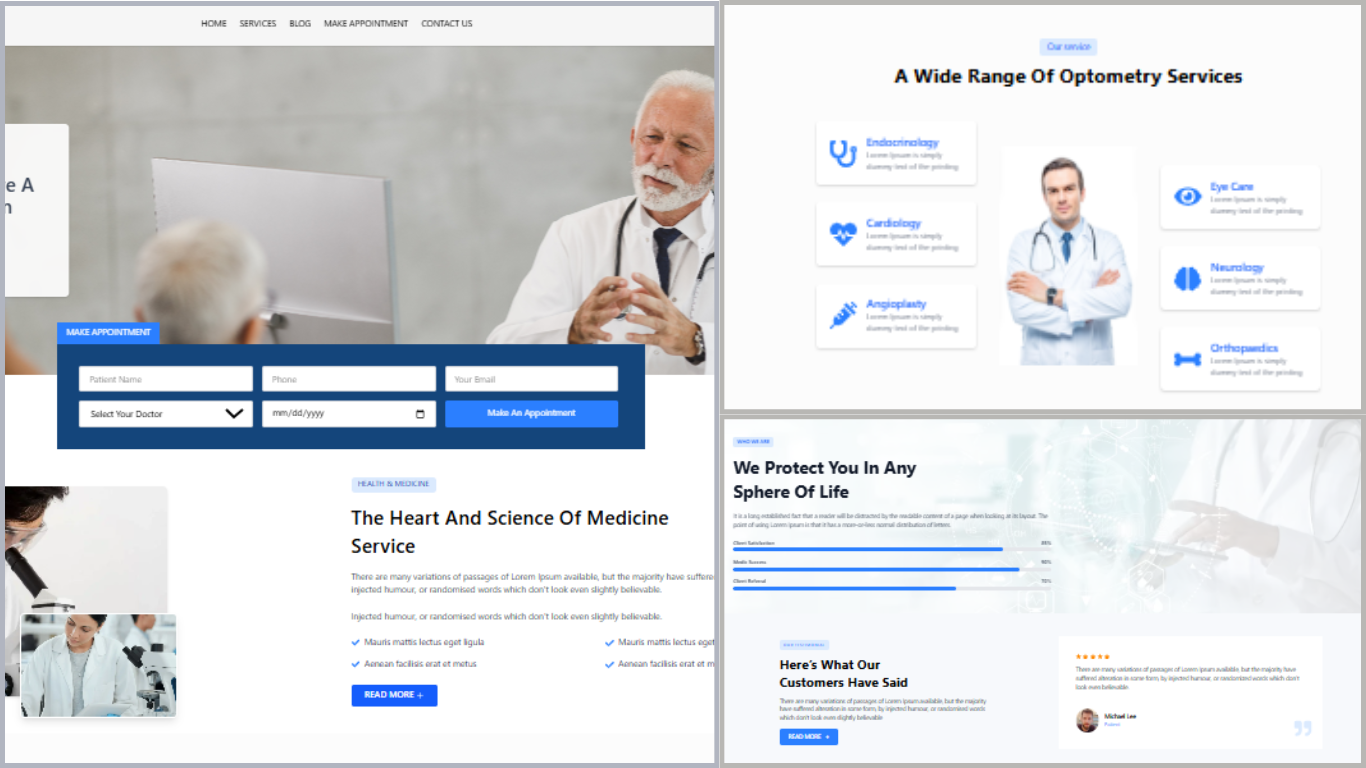 HOME SERVICES BLOG MAKE APPOINTMENT CONTACT US
e A
n
MAKE APPOINTMENT
Patient Name Phone Your Email
Select Your Doctor mm/dd/yyyy Make An Appointment
HEALTH & MEDICINE
The Heart And Science Of Medicine
Service
There are many variations of passages of Lorem Ipsum available, but the majority have suffere
injected humour, or randomised words which don't look even slightly believable.
Injected humour, or randomised words which don't look even slightly believable.
Mauris mattis lectus eget ligula Mauris mattis lectus eget
Aenean facilisis erat et metus Aenean facilisis erat et m
READ MORE +
Our service
A Wide Range Of Optometry Services
Endocrinology
Lorem Ipsum is simply
dummy text of the printing
Cardiology
Lorem Ipsum is simply
dummy text of the printing
Angioplasty
Lorem Ipsum is simply
dummy text of the printing
Eye Care
Lorem Ipsum is simply
dummy text of the printing
Neurology
Lorem Ipsum is simply
dummy text of the printing
Orthopaedics
Lorem Ipsum is simply
dummy text of the printing
WHO WE ARE
We Protect You In Any
Sphere Of Life
It is a long established fact that a reader will be distracted by the readable content of a page when looking at its layout. The
point of using Lorem Ipsum is that it has a more-or-less normal distribution of letters.
Client Satisfaction 85%
Medic Success 90%
Client Referral 70%
Here's What Our
Customers Have Said
There are many variations of passages of Lorem Ipsum available, but the majority
have suffered alteration in some form, by injected humour, or randomised words
which don't look even slightly believable
READ MORE +
There are many variations of passages of Lorem Ipsum available, but the majority have
suffered alteration in some form, by injected humour, or randomised words which don't
look even believable.
Michael Lee